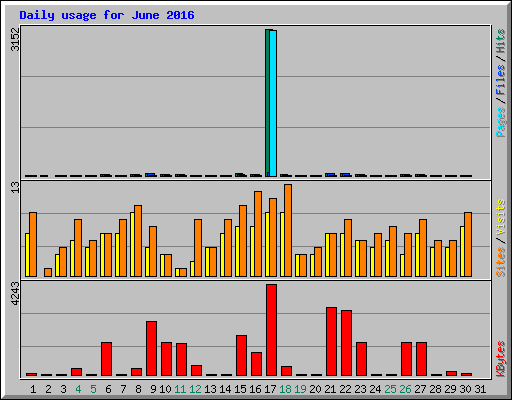 Daily usage for June 2016
3152
Pages / Files / Hits
13
Sites / Visits
4243
KBytes
1 2 3 4 5 6 7 8 9 10 11 12 13 14 15 16 17 18 19 20 21 22 23 24 25 26 27 28 29 30 31